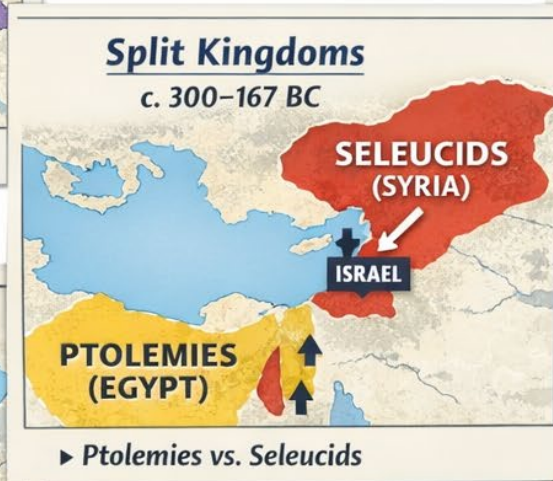 Split Kingdoms
c. 300–167 BC
SELEUCIDS
(SYRIA)
ISRAEL
PTOLEMIES
(EGYPT)
▸ Ptolemies vs. Seleucids